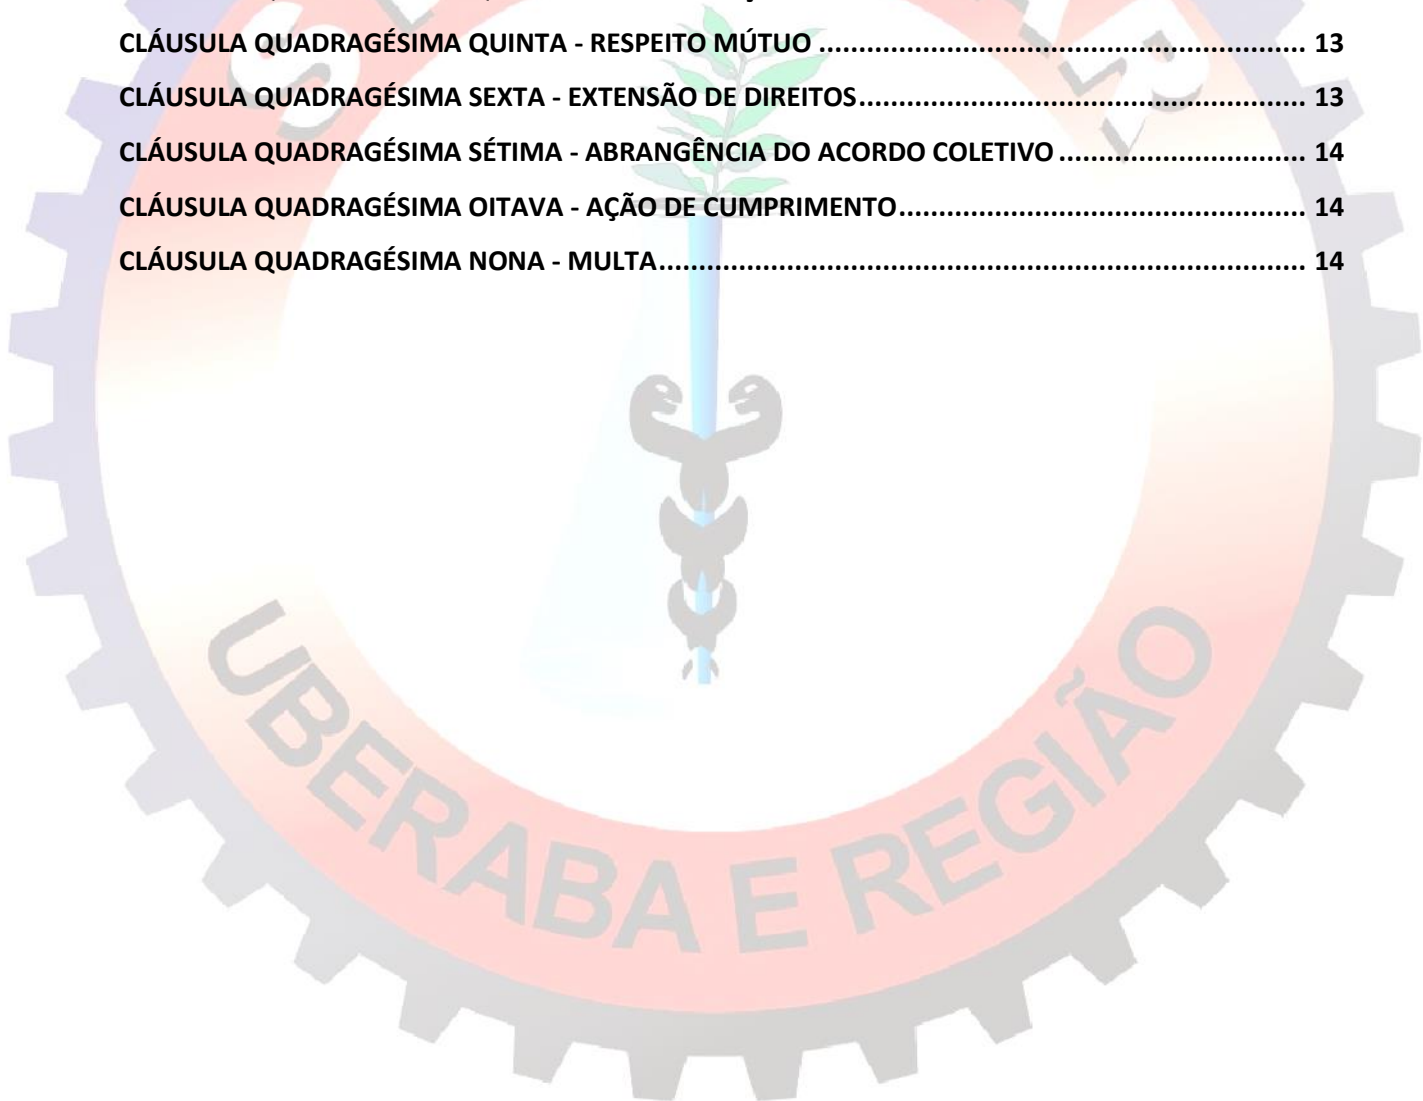 CLÁUSULA QUADRAGÉSIMA QUINTA - RESPEITO MÚTUO ............................................................. 13
CLÁUSULA QUADRAGÉSIMA SEXTA - EXTENSÃO DE DIREITOS ........................................................ 13
CLÁUSULA QUADRAGÉSIMA SÉTIMA - ABRANGÊNCIA DO ACORDO COLETIVO ............................... 14
CLÁUSULA QUADRAGÉSIMA OITAVA - AÇÃO DE CUMPRIMENTO ................................................... 14
CLÁUSULA QUADRAGÉSIMA NONA - MULTA ................................................................................. 14
UBERABA E REGIÃO